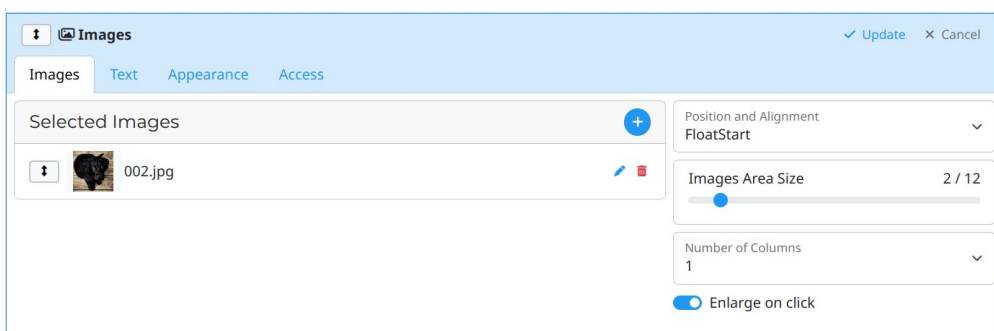 Images
Update
Cancel
Images
Text
Appearance
Access
Selected Images
002.jpg
Position and Alignment
FloatStart
Images Area Size
2 / 12
Number of Columns
1
Enlarge on click